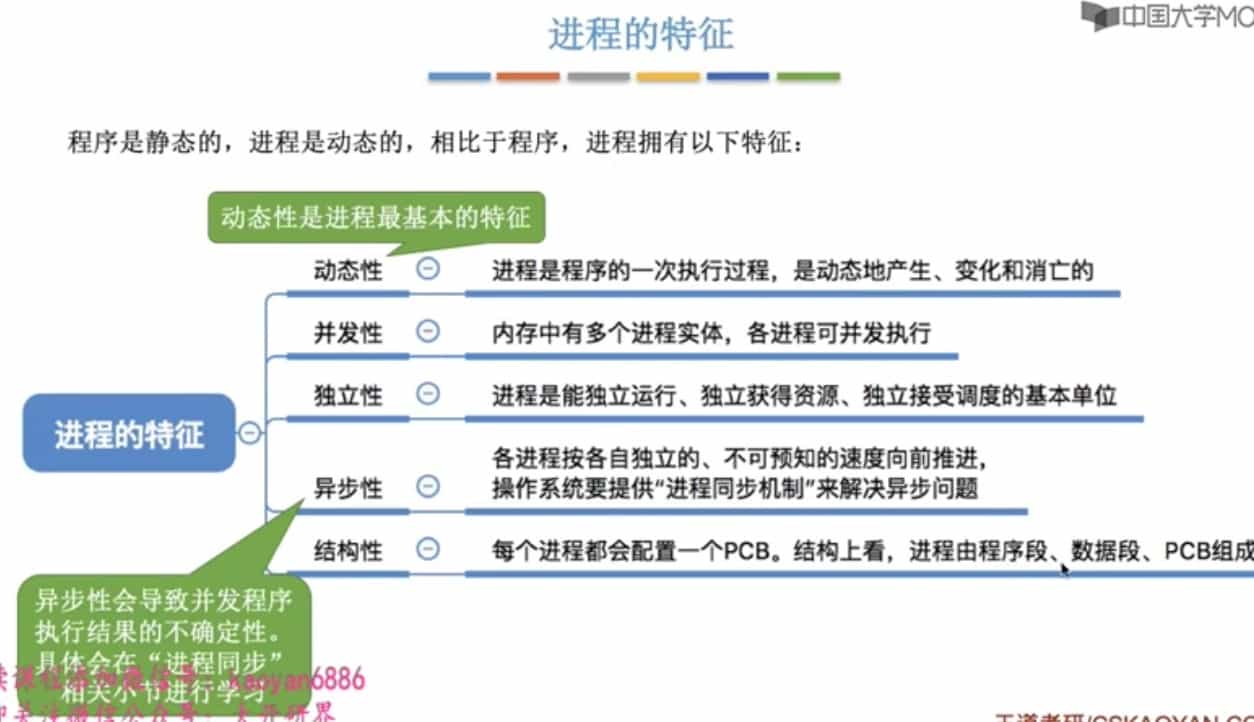 进程的特征
中国大学MO
程序是静态的，进程是动态的，相比于程序，进程拥有以下特征：
动态性是进程最基本的特征
动态性
进程是程序的一次执行过程，是动态地产生、变化和消亡的
并发性
内存中有多个进程实体，各进程可并发执行
独立性
进程是能独立运行、独立获得资源、独立接受调度的基本单位
进程的特征
异步性
各进程按各自独立的、不可预知的速度向前推进，
操作系统要提供“进程同步机制”来解决异步问题
结构性
每个进程都会配置一个PCB。结构上看，进程由程序段、数据段、PCB组成
异步性会导致并发程序
执行结果的不确定性。
具体会在“进程同步”
相关小节进行学习
kaoyan6886
王道考研/CSKAOYAN.CO